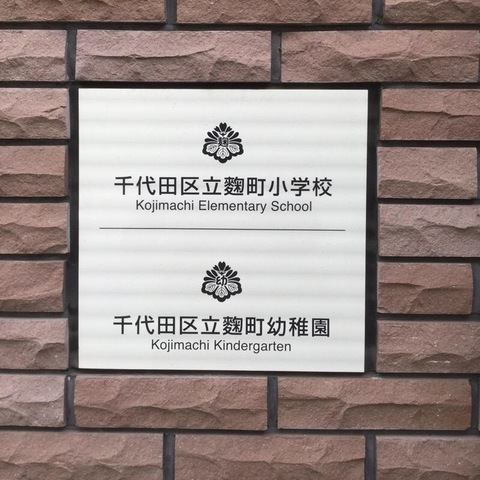 千代田区立麴町小学校
Kojimachi Elementary School
幼
千代田区立麴町幼稚園
Kojimachi Kindergarten